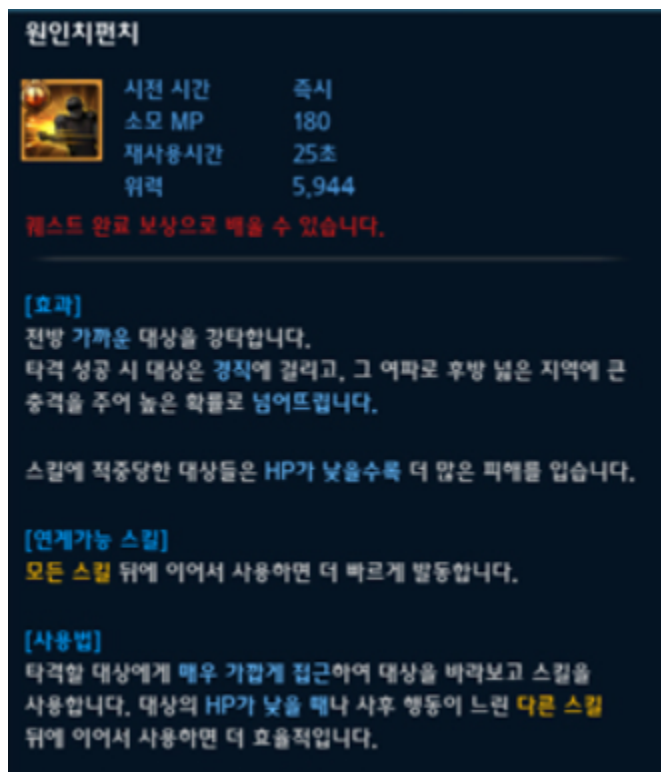 원인치펀치
시전 시간 즉시
소모 MP 180
재사용시간 25초
위력 5,944
퀘스트 완료 보상으로 배울 수 있습니다.
[효과]
전방 가까운 대상을 강타합니다.
타격 성공 시 대상은 경직에 걸리고, 그 여파로 후방 넓은 지역에 큰
충격을 주어 높은 확률로 넘어뜨립니다.
스킬에 적중당한 대상들은 HP가 낮을수록 더 많은 피해를 입습니다.
[연계가능 스킬]
모든 스킬 뒤에 이어서 사용하면 더 빠르게 발동합니다.
[사용법]
타격할 대상에게 매우 가깝게 접근하여 대상을 바라보고 스킬을
사용합니다. 대상의 HP가 낮을 때나 사후 행동이 느린 다른 스킬
뒤에 이어서 사용하면 더 효율적입니다.